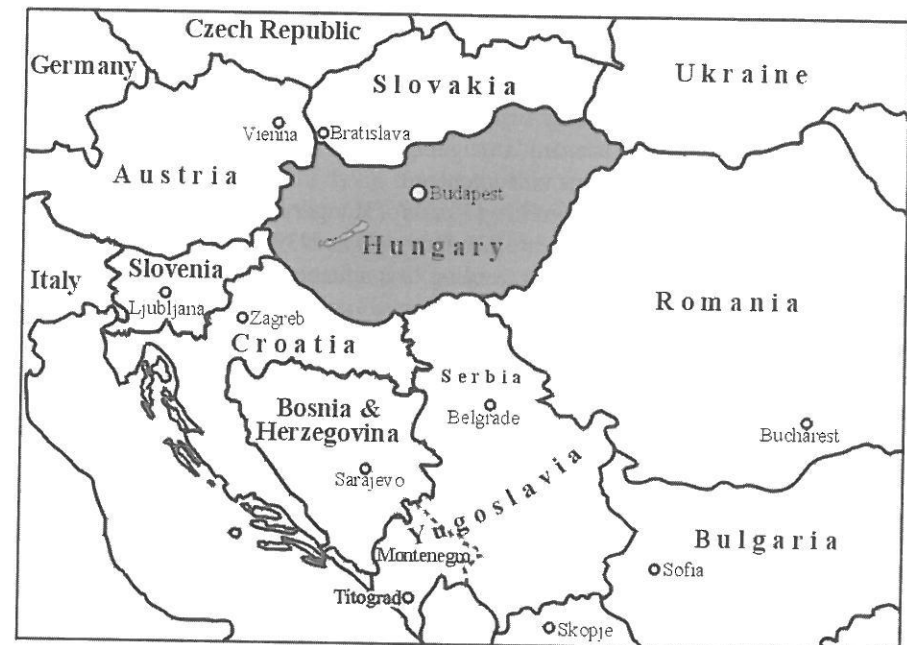 Czech Republic
Germany
Slovakia
Ukraine
Vienna
Bratislava
Austria
Budapest
Hungary
Slovenia
Italy
Ljubljana
Romania
Zagreb
Croatia
Serbia
Bosnia &
Herzegovina
Belgrade
Bucharest
Sarajevo
Yugoslavia
Montenegro
Bulgaria
Sofia
Titograd
Skopje